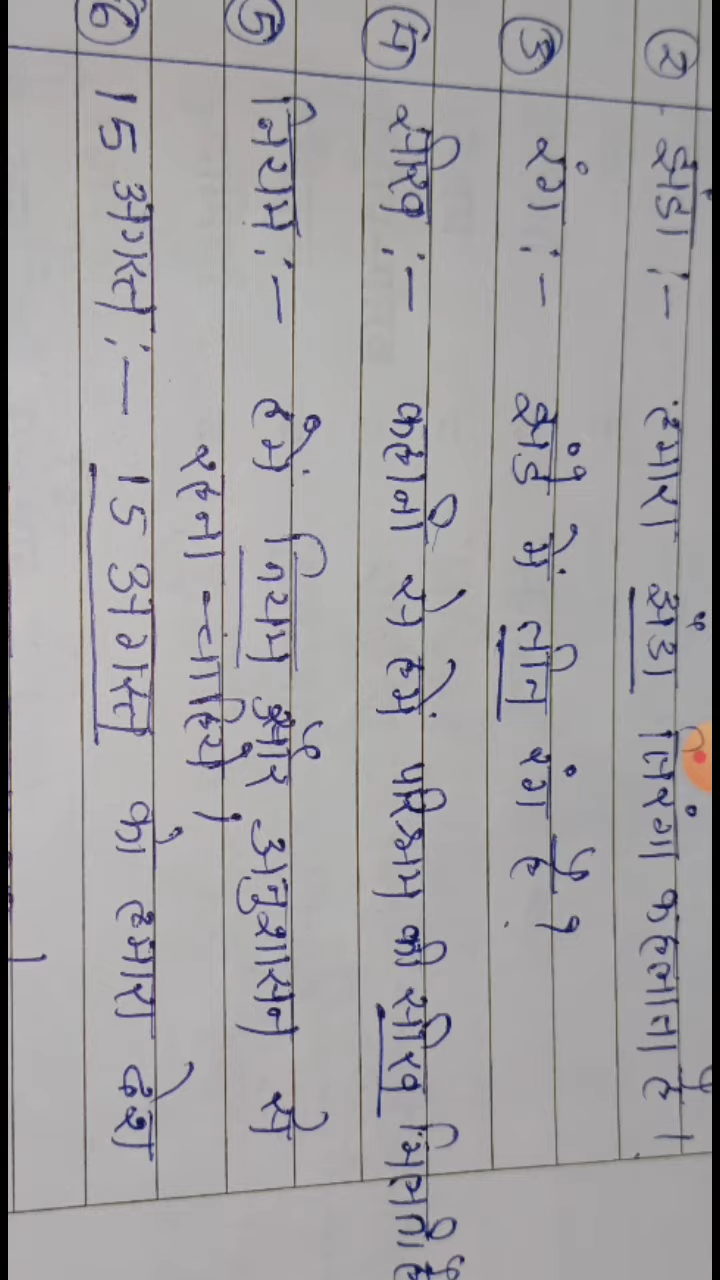 २ झंडा :- हमारा झंडा तिरंगा कहलाता है।
3 रंग :- झंडे में तीन रंग है?
4 सीख :- कहानी से हमें परिश्रम की सीख मिलती है
5 नियम :- हमें नियम और अनुशासन से
रहना चाहिये।
6 15 अगस्त :- 15 अगस्त को हमारा देश